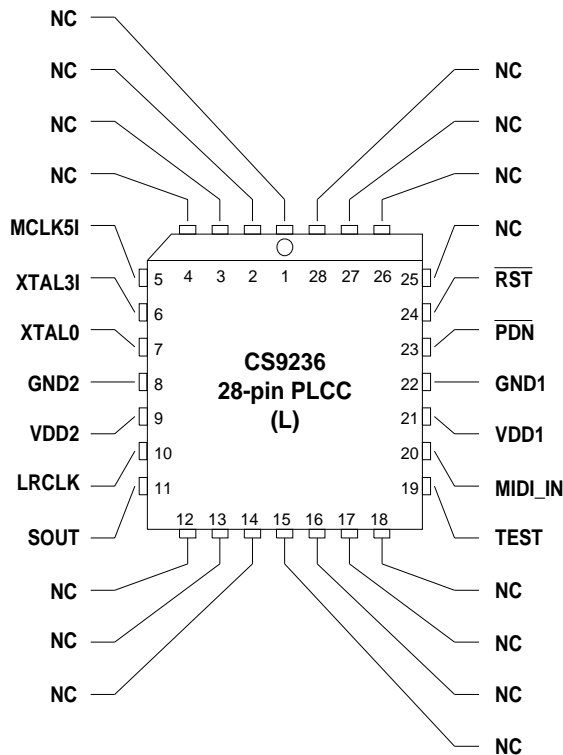 NC
NC
NC
NC
NC
NC
NC
MCLK5I
NC
4 3 2 1 28 27 26
5 25
XTAL3I
RST
6 24
XTAL0
PDN
7 23
CS9236
GND2
GND1
8 22
28-pin PLCC
(L)
VDD2
VDD1
9 21
LRCLK
MIDI_IN
10 20
SOUT
TEST
11 19
12 13 14 15 16 17 18
NC
NC
NC
NC
NC
NC
NC